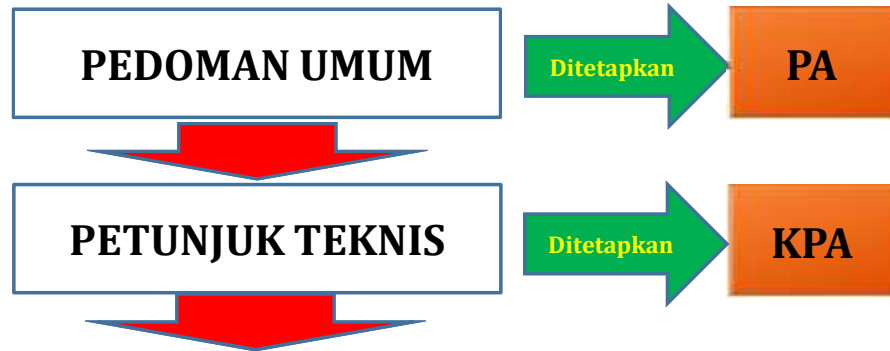 PEDOMAN UMUM
Ditetapkan
PA
PETUNJUK TEKNIS
Ditetapkan
KPA